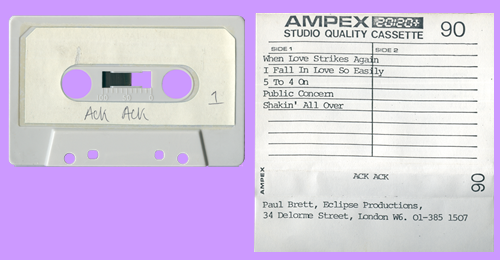 Ack Ack
1
AMPEX 20:20+ 90
STUDIO QUALITY CASSETTE
SIDE 1 SIDE 2
When Love Strikes Again
I Fall In Love So Easily
5 To 4 On
Public Concern
Shakin' All Over
AMPEX
ACK ACK
90
Paul Brett, Eclipse Productions,
34 Delorme Street, London W6. 01-385 1507